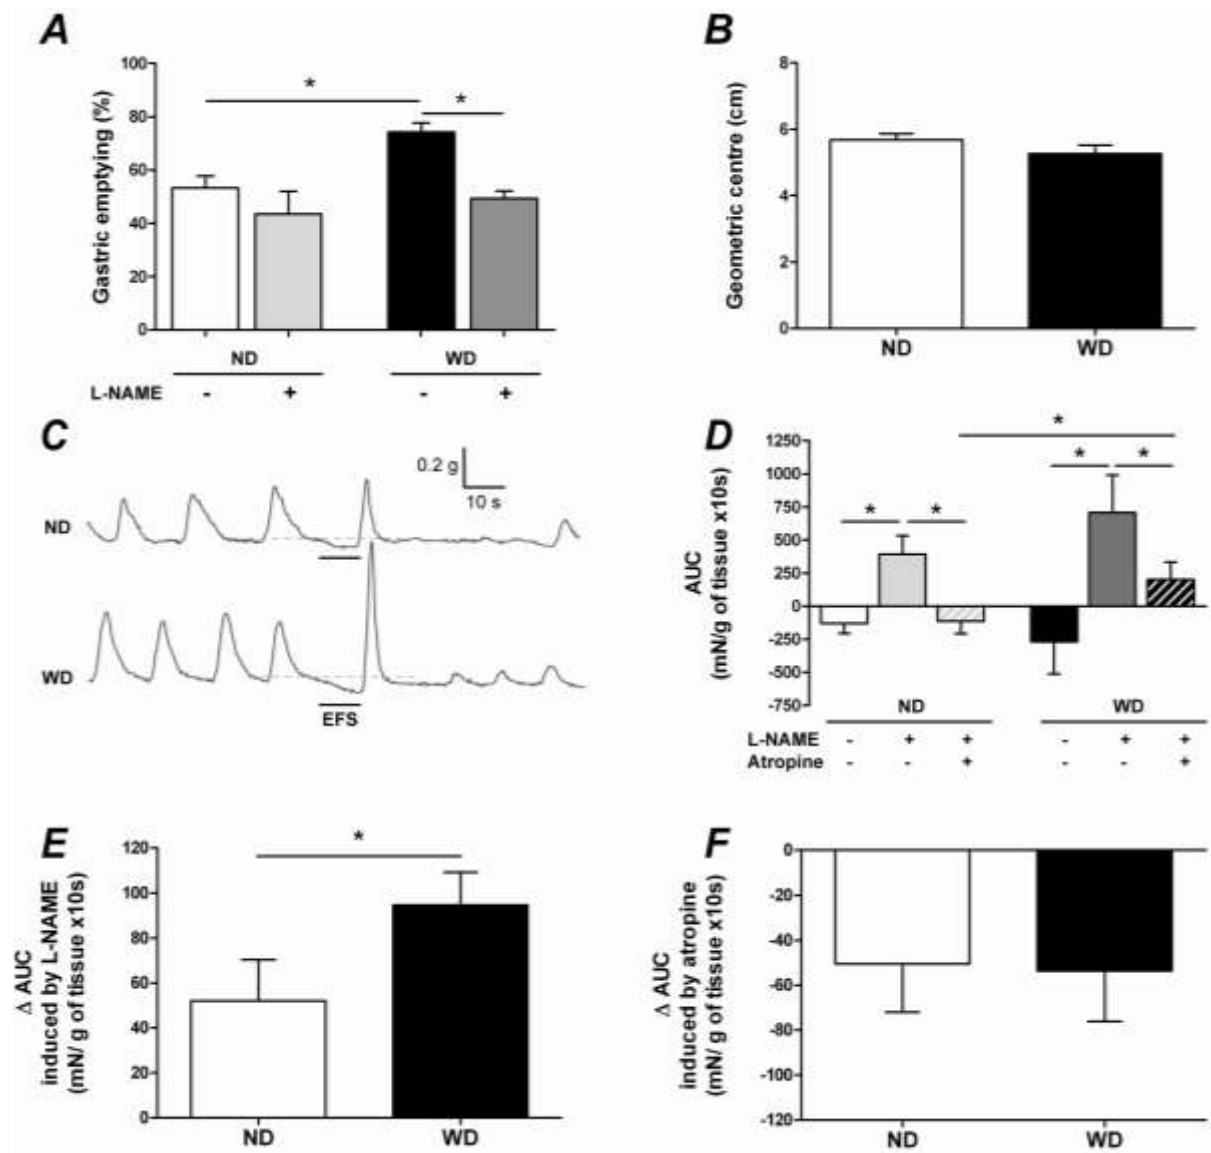 A
Gastric emptying (%)
100
80
60
40
20
0
*
*
ND
WD
L-NAME
- + - +
B
Geometric centre (cm)
8
6
4
2
0
ND
WD
C
0.2 g
10 s
ND
WD
EFS
D
AUC
(mN/g of tissue x10s)
1250
1000
750
500
250
0
-250
-500
-750
*
* *
* *
ND
WD
L-NAME - + + - + +
Atropine - - + - - +
E
Δ AUC
induced by L-NAME
(mN/ g of tissue x10s)
120
100
80
60
40
20
0
*
ND
WD
F
Δ AUC
induced by atropine
(mN/ g of tissue x10s)
0
-20
-40
-60
-80
-100
-120
ND
WD